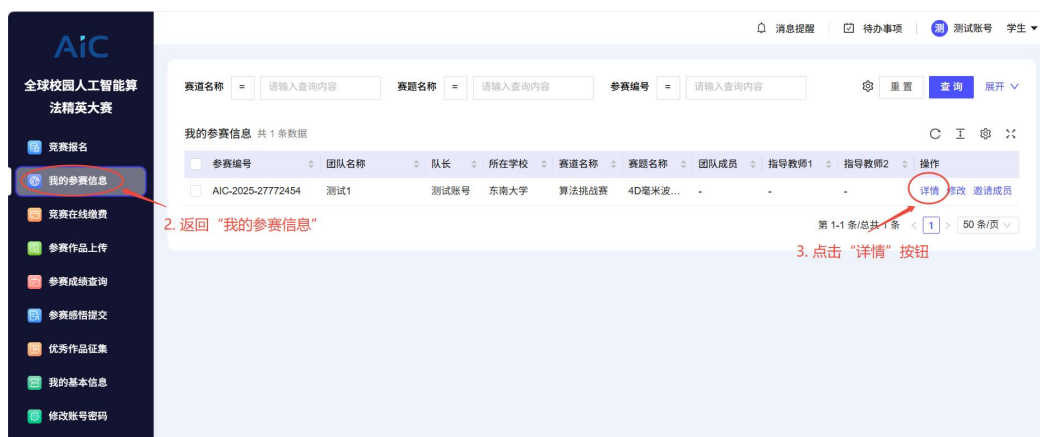 消息提醒 待办事项 测 测试账号 学生
AiC
全球校园人工智能算
法精英大赛
竞赛报名
我的参赛信息
竞赛在线缴费
参赛作品上传
参赛成绩查询
参赛感悟提交
优秀作品征集
我的基本信息
修改账号密码
赛道名称 = 请输入查询内容 赛题名称 = 请输入查询内容 参赛编号 = 请输入查询内容 重置 查询 展开
我的参赛信息 共 1 条数据
参赛编号 团队名称 队长 所在学校 赛道名称 赛题名称 团队成员 指导教师1 指导教师2 操作
AIC-2025-27772454 测试1 测试账号 东南大学 算法挑战赛 4D毫米波... - - - 详情 修改 邀请成员
第 1-1 条/总共 1 条 < 1 > 50 条/页
2. 返回“我的参赛信息”
3. 点击“详情”按钮